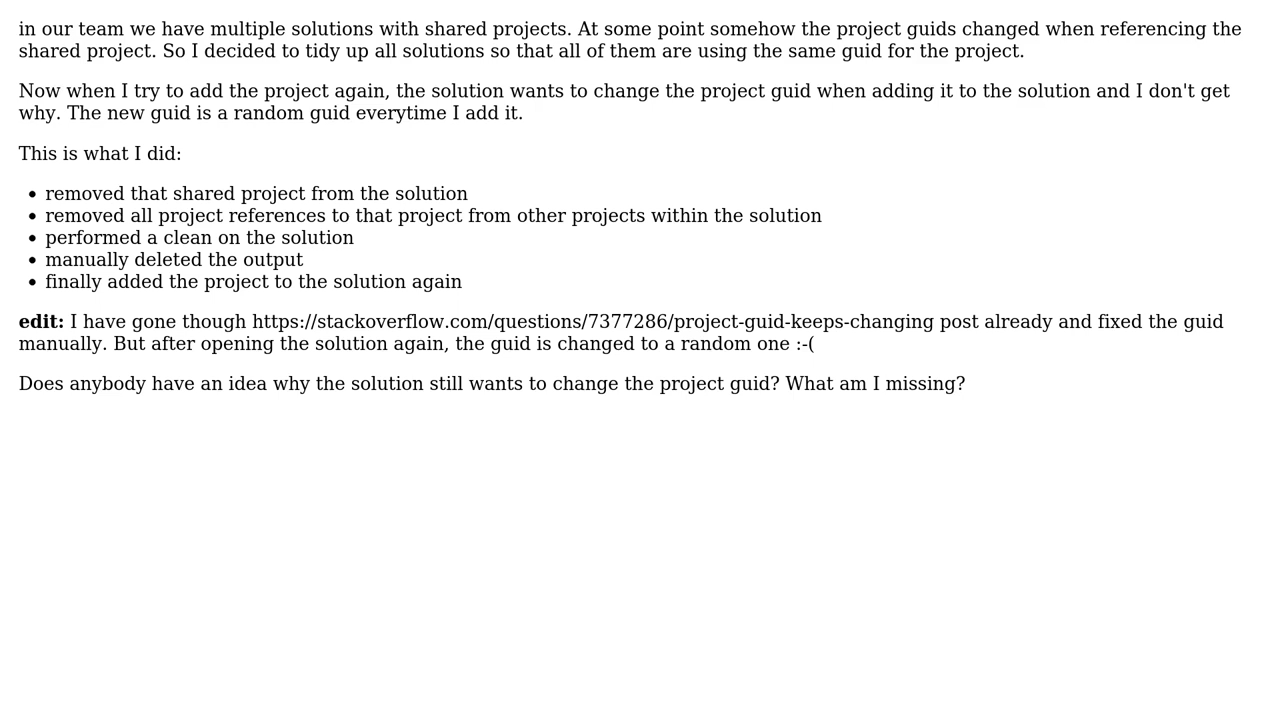 in our team we have multiple solutions with shared projects. At some point somehow the project guids changed when referencing the
shared project. So I decided to tidy up all solutions so that all of them are using the same guid for the project.
Now when I try to add the project again, the solution wants to change the project guid when adding it to the solution and I don't get
why. The new guid is a random guid everytime I add it.
This is what I did:
• removed that shared project from the solution
• removed all project references to that project from other projects within the solution
• performed a clean on the solution
• manually deleted the output
• finally added the project to the solution again
edit: I have gone though https://stackoverflow.com/questions/7377286/project-guid-keeps-changing post already and fixed the guid
manually. But after opening the solution again, the guid is changed to a random one :-(
Does anybody have an idea why the solution still wants to change the project guid? What am I missing?